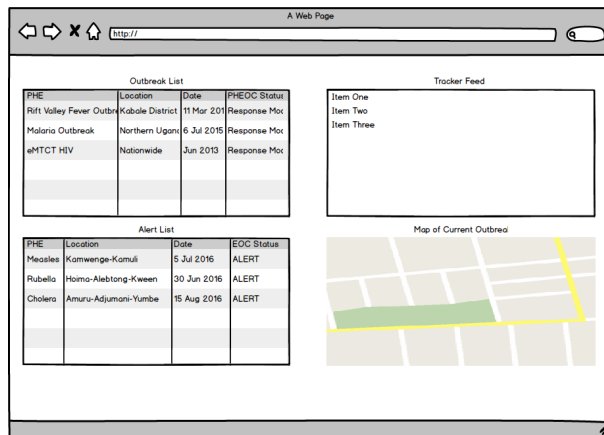 A Web Page
http://
Outbreak List
PHE Location Date PHEOC Status
Rift Valley Fever Outbre Kabale District 11 Mar 201 Response Moc
Malaria Outbreak Northern Ugand 6 Jul 2015 Response Moc
eMTCT HIV Nationwide Jun 2013 Response Moc
Tracker Feed
Item One
Item Two
Item Three
Alert List
PHE Location Date EOC Status
Measles Kamwenge-Kamuli 5 Jul 2016 ALERT
Rubella Hoima-Alebtong-Kween 30 Jun 2016 ALERT
Cholera Amuru-Adjumani-Yumbe 15 Aug 2016 ALERT
Map of Current Outbreal